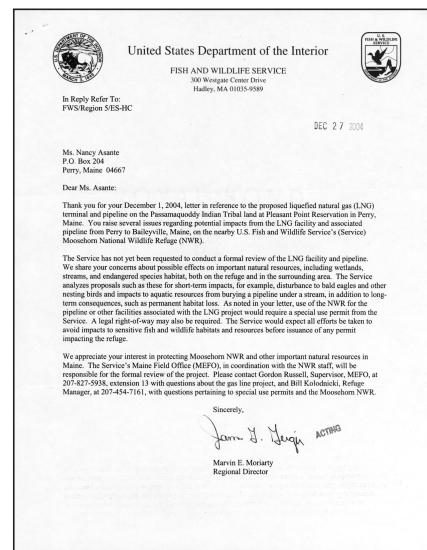 United States Department of the Interior
FISH AND WILDLIFE SERVICE
300 Westgate Center Drive
Hadley, MA 01035-9589
U.S.
FISH & WILDLIFE
SERVICE
In Reply Refer To:
FWS/Region 5/ES-HC
DEC 27 2004
Ms. Nancy Asante
P.O. Box 204
Perry, Maine 04667
Dear Ms. Asante:
Thank you for your December 1, 2004, letter in reference to the proposed liquefied natural gas (LNG)
terminal and pipeline on the Passamaquoddy Indian Tribal land at Pleasant Point Reservation in Perry,
Maine. You raise several issues regarding potential impacts from the LNG facility and associated
pipeline from Perry to Baileyville, Maine, on the nearby U.S. Fish and Wildlife Service's (Service)
Moosehorn National Wildlife Refuge (NWR).
The Service has not yet been requested to conduct a formal review of the LNG facility and pipeline.
We share your concerns about possible effects on important natural resources, including wetlands,
streams, and endangered species habitat, both on the refuge and in the surrounding area. The Service
analyzes proposals such as these for short-term impacts, for example, disturbance to bald eagles and other
nesting birds and impacts to aquatic resources from burying a pipeline under a stream, in addition to long-
term consequences, such as permanent habitat loss. As noted in your letter, use of the NWR for the
pipeline or other facilities associated with the LNG project would require a special use permit from the
Service. A legal right-of-way may also be required. The Service would expect all efforts be taken to
avoid impacts to sensitive fish and wildlife habitats and resources before issuance of any permit
impacting the refuge.
We appreciate your interest in protecting Moosehorn NWR and other important natural resources in
Maine. The Service's Maine Field Office (MEFO), in coordination with the NWR staff, will be
responsible for the formal review of the project. Please contact Gordon Russell, Supervisor, MEFO, at
207-827-5938, extension 13 with questions about the gas line project, and Bill Kolodnicki, Refuge
Manager, at 207-454-7161, with questions pertaining to special use permits and the Moosehorn NWR.
Sincerely,
ACTING
Marvin E. Moriarty
Regional Director